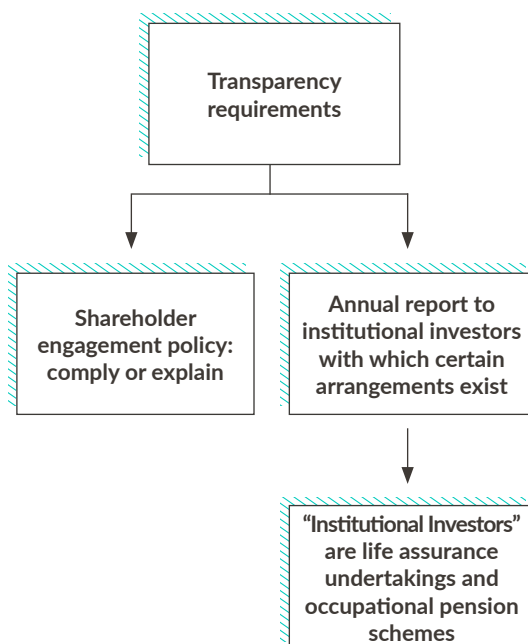 Transparency
requirements
Shareholder
engagement policy:
comply or explain
Annual report to
institutional investors
with which certain
arrangements exist
“Institutional Investors”
are life assurance
undertakings and
occupational pension
schemes